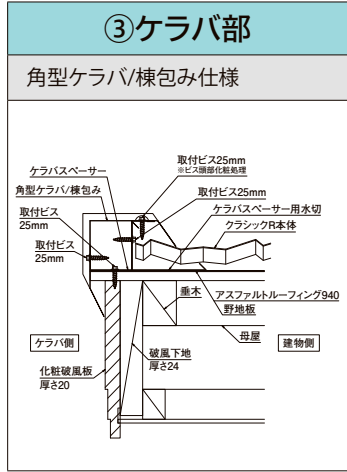 ③ケラバ部
角型ケラバ/棟包み仕様
取付ビス25mm
※ビス頭部化粧処理
ケラバスペーサー
取付ビス25mm
角型ケラバ/棟包み
ケラバスペーサー用水切
取付ビス
25mm
クラシックR本体
取付ビス
25mm
垂木
アスファルトルーフィング940
野地板
母屋
ケラバ側
建物側
破風下地
厚さ24
化粧破風板
厚さ20